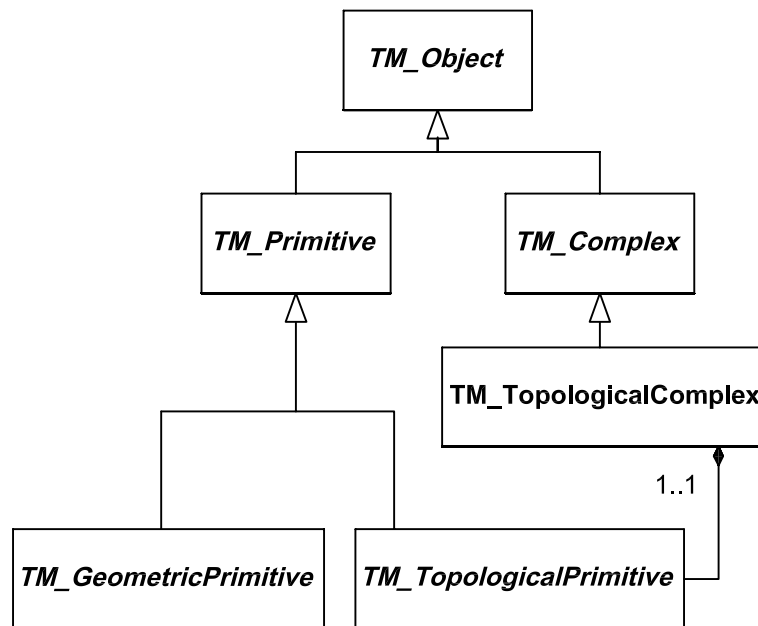 TM_Object
TM_Primitive
TM_Complex
TM_TopologicalComplex
1..1
TM_GeometricPrimitive
TM_TopologicalPrimitive